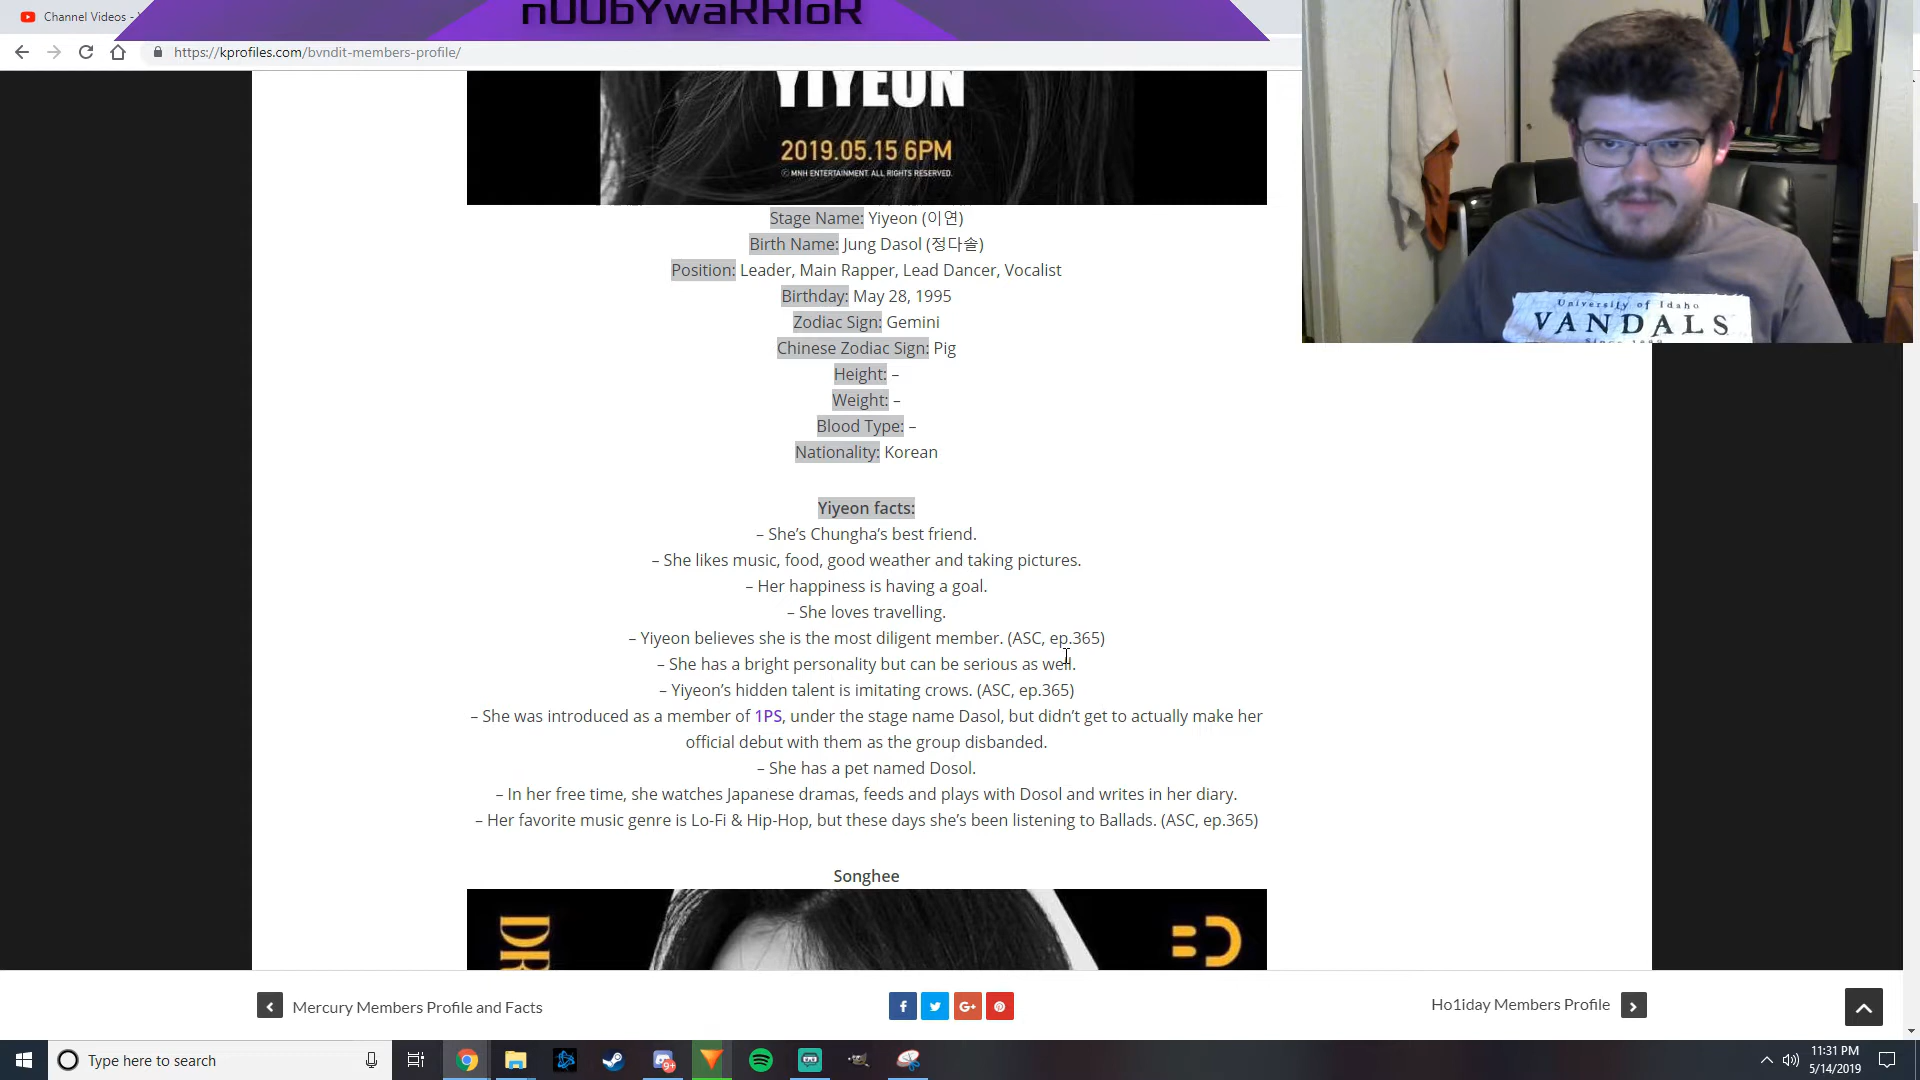 Channel Videos -
nUUbYwaRRIoR
https://kprofiles.com/bvndit-members-profile/
YIYEON
2019.05.15 6PM
© MNH ENTERTAINMENT. ALL RIGHTS RESERVED.
Stage Name: Yiyeon (이연)
Birth Name: Jung Dasol (정다솔)
Position: Leader, Main Rapper, Lead Dancer, Vocalist
Birthday: May 28, 1995
Zodiac Sign: Gemini
Chinese Zodiac Sign: Pig
Height: –
Weight: –
Blood Type: –
Nationality: Korean
Yiyeon facts:
– She’s Chungha’s best friend.
– She likes music, food, good weather and taking pictures.
– Her happiness is having a goal.
– She loves travelling.
– Yiyeon believes she is the most diligent member. (ASC, ep.365)
– She has a bright personality but can be serious as well.
– Yiyeon’s hidden talent is imitating crows. (ASC, ep.365)
– She was introduced as a member of 1PS, under the stage name Dasol, but didn’t get to actually make her
official debut with them as the group disbanded.
– She has a pet named Dosol.
– In her free time, she watches Japanese dramas, feeds and plays with Dosol and writes in her diary.
– Her favorite music genre is Lo-Fi & Hip-Hop, but these days she’s been listening to Ballads. (ASC, ep.365)
Songhee
DR
University of Idaho
VANDALS
Since 1889
Mercury Members Profile and Facts
Ho1iday Members Profile
Type here to search
9+
11:31 PM
5/14/2019